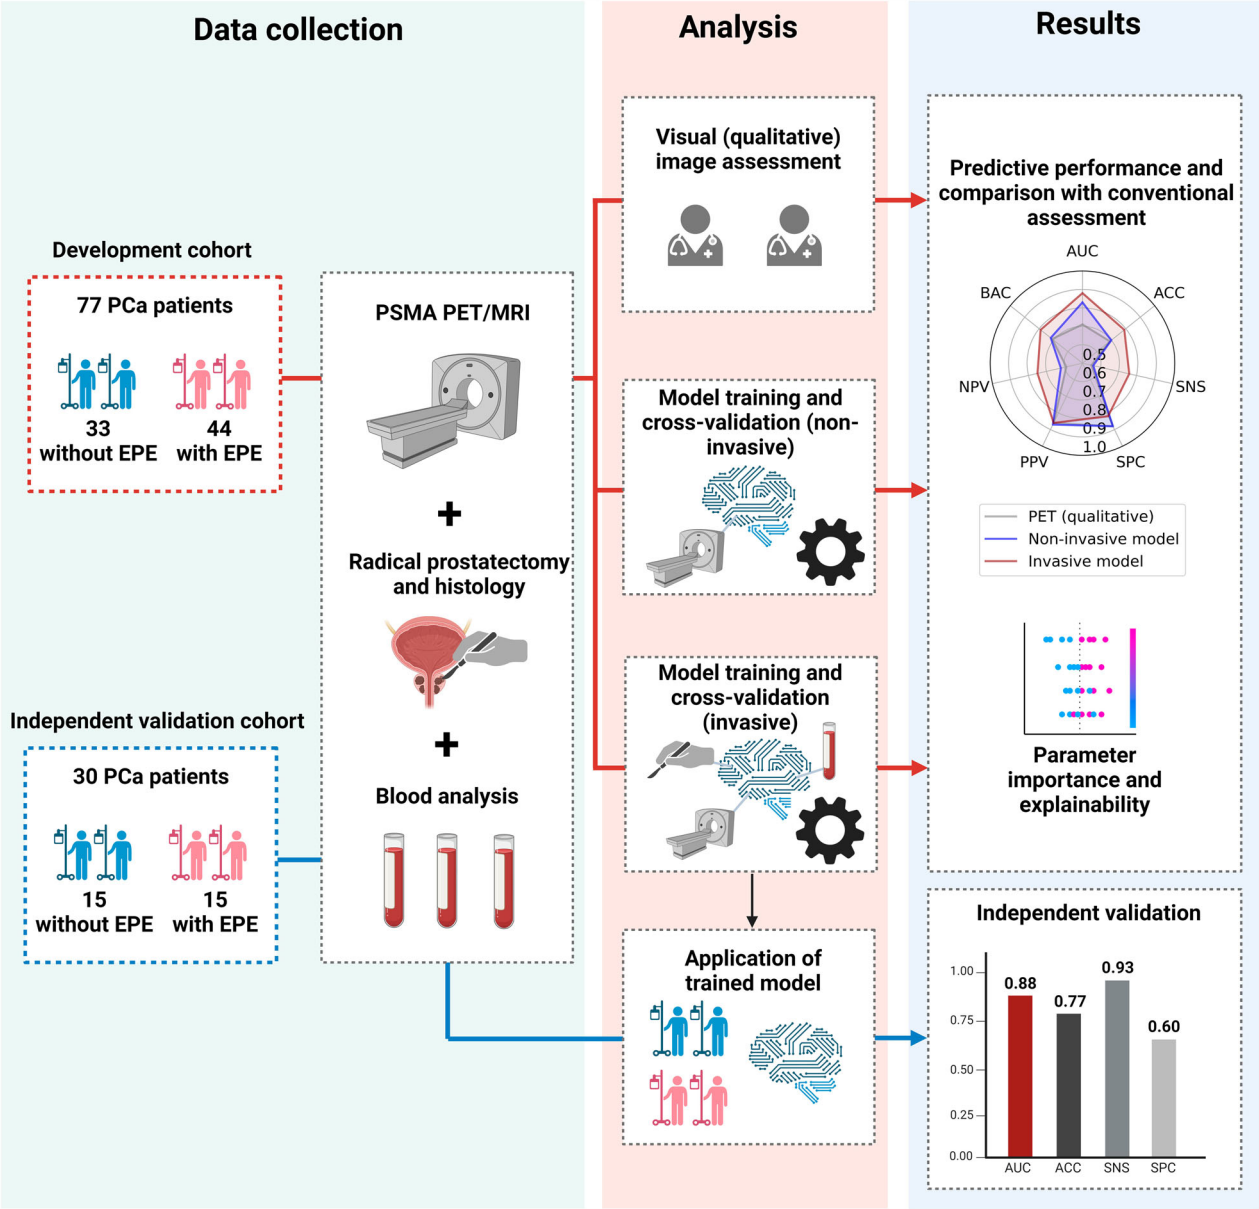 Data collection
Analysis
Results
Development cohort
77 PCa patients
33
without EPE
44
with EPE
Independent validation cohort
30 PCa patients
15
without EPE
15
with EPE
PSMA PET/MRI
+
Radical prostatectomy
and histology
+
Blood analysis
Visual (qualitative)
image assessment
Model training and
cross-validation (non-
invasive)
Model training and
cross-validation
(invasive)
Application of
trained model
Predictive performance and
comparison with conventional
assessment
AUC
BAC
ACC
NPV
SNS
PPV
SPC
0.5
0.6
0.7
0.8
0.9
1.0
PET (qualitative)
Non-invasive model
Invasive model
Parameter
importance and
explainability
Independent validation
1.00
0.75
0.50
0.25
0.00
0.88
0.77
0.93
0.60
AUC
ACC
SNS
SPC